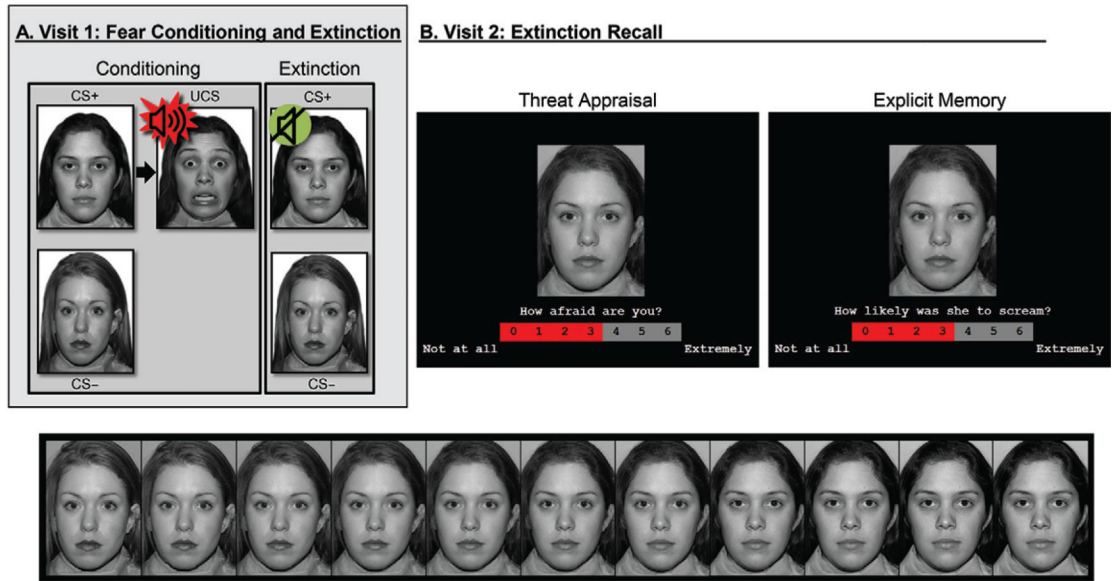 A. Visit 1: Fear Conditioning and Extinction
Conditioning
Extinction
CS+
UCS
CS+
CS−
CS−
B. Visit 2: Extinction Recall
Threat Appraisal
How afraid are you?
0 1 2 3 4 5 6
Not at all
Extremely
Explicit Memory
How likely was she to scream?
0 1 2 3 4 5 6
Not at all
Extremely